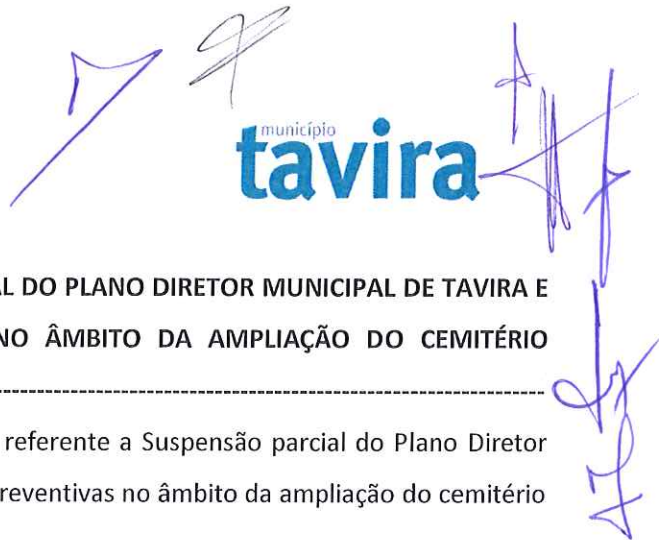 município
tavira
AL DO PLANO DIRETOR MUNICIPAL DE TAVIRA E
NO ÂMBITO DA AMPLIAÇÃO DO CEMITÉRIO
referente a Suspensão parcial do Plano Diretor
reventivas no âmbito da ampliação do cemitério